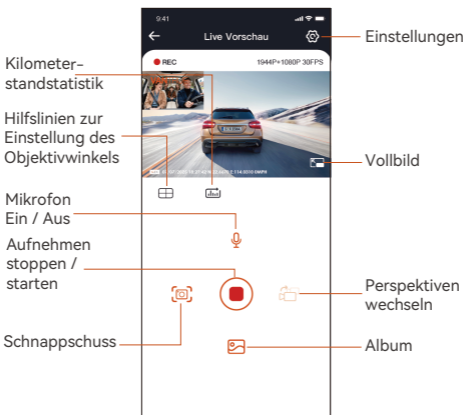 9:41
Live Vorschau
Einstellungen
REC
1944P+1080P 30FPS
Kilometer-
standstatistik
Hilfslinien zur
Einstellung des
Objektivwinkels
Vollbild
Mikrofon
Ein / Aus
Aufnehmen
stoppen /
starten
Perspektiven
wechseln
Schnappschuss
Album